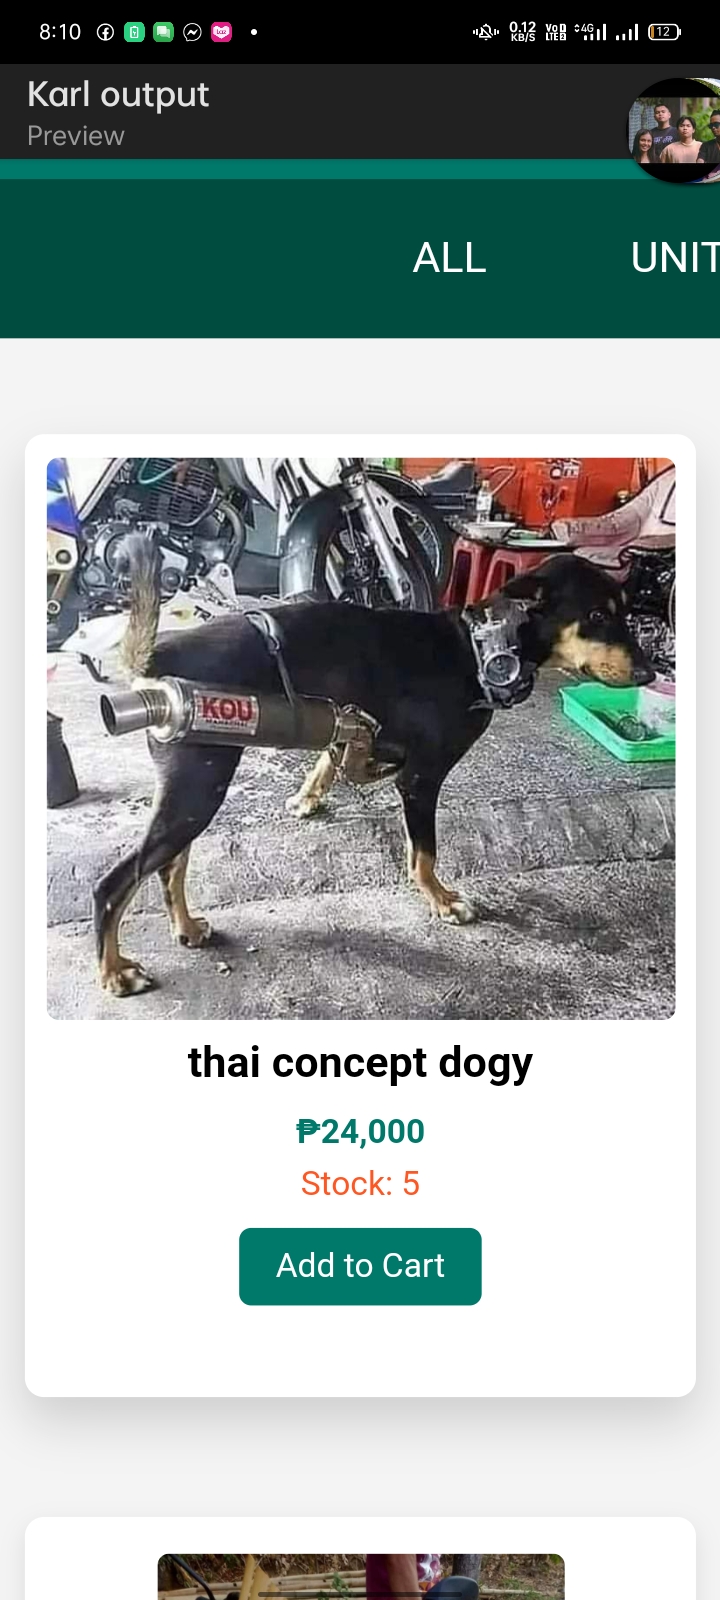 8:10
0.12
KB/S
Vo
LTE2
4G
12
Karl output
Preview
ALL
UNIT
KOU
thai concept dogy
₱24,000
Stock: 5
Add to Cart